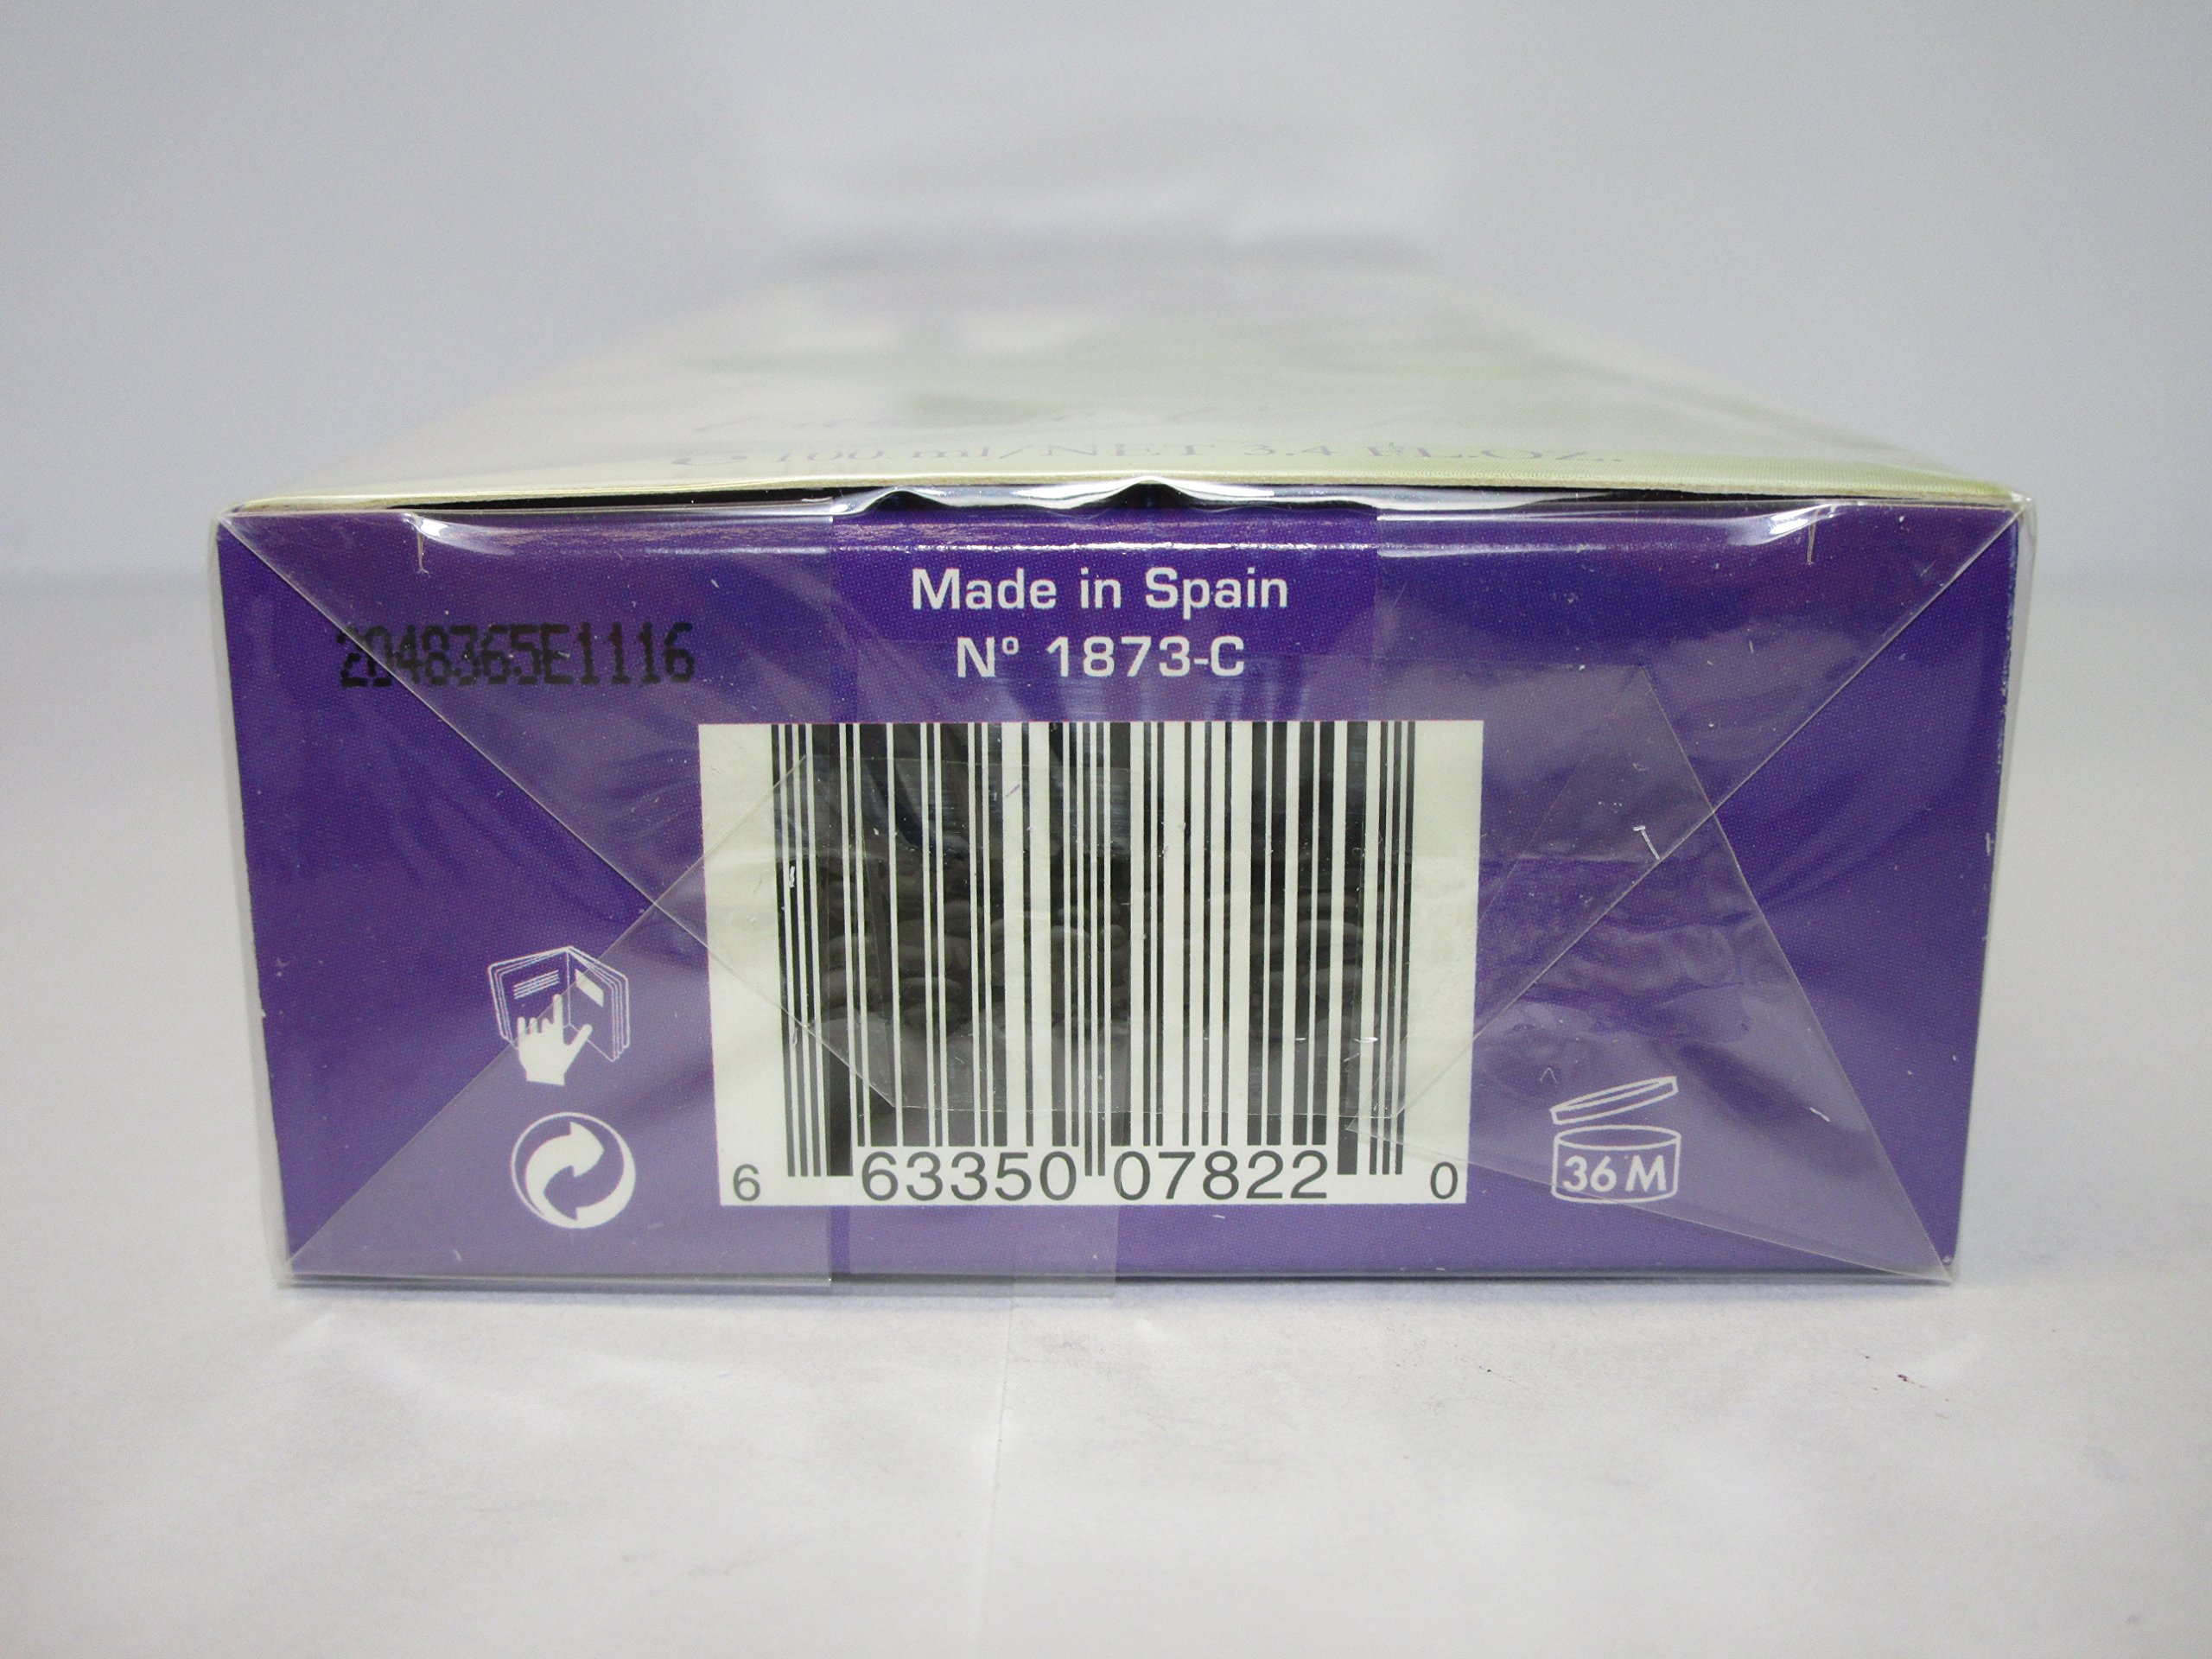 ℮ 100 ml/NET 3.4 FL.OZ.
Made in Spain
Nº 1873-C
2048365E1116
6 63350 07822 0
36 M